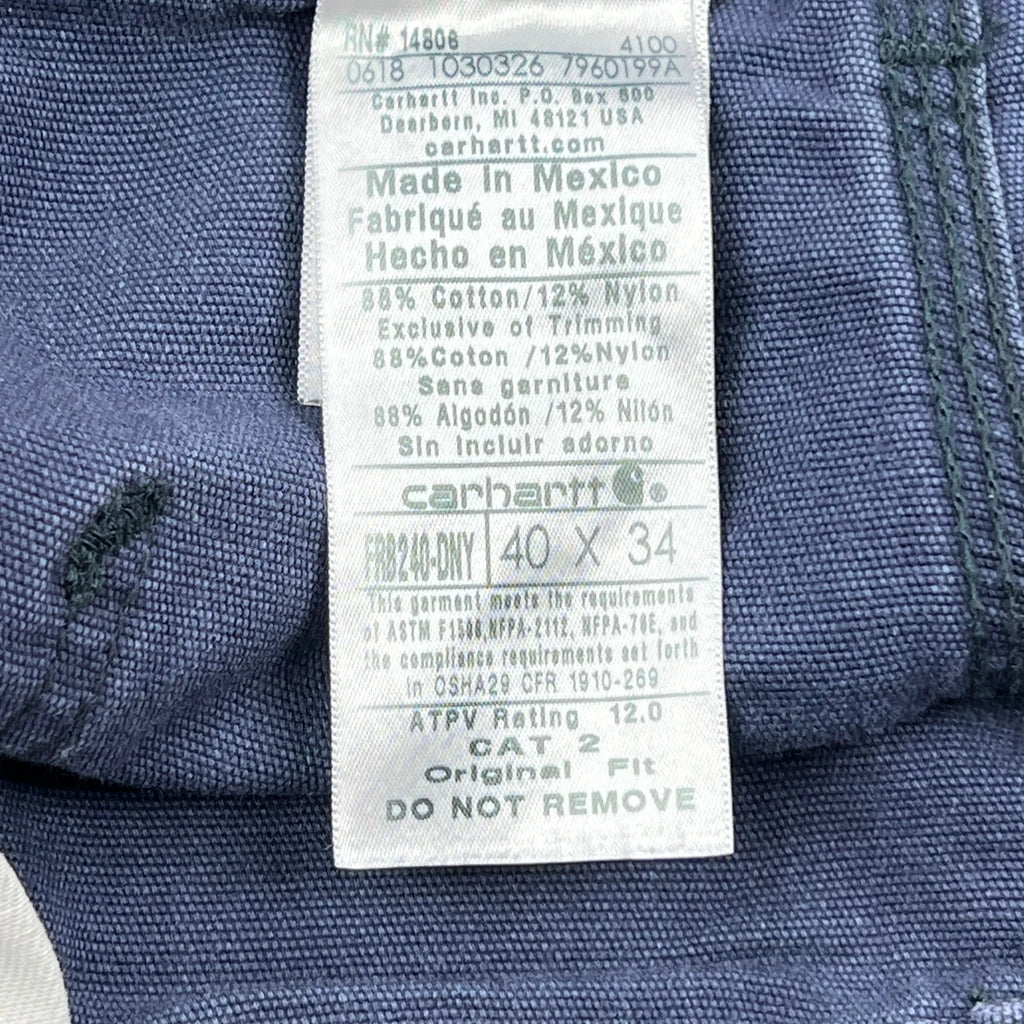 RN# 14806 4100
0618 1030326 7960199A
Carhartt Inc. P.O. Box 600
Dearborn, MI 48121 USA
carhartt.com
Made in Mexico
Fabriqué au Mexique
Hecho en México
88% Cotton/12% Nylon
Exclusive of Trimming
88%Coton /12%Nylon
Sans garniture
88% Algodón /12% Nilón
Sin incluir adorno
carhartt ®
FRB240-DNY 40 X 34
This garment meets the requirements
of ASTM F1506,NFPA-2112, NFPA-70E, and
the compliance requirements set forth
in OSHA29 CFR 1910-269
ATPV Rating 12.0
CAT 2
Original Fit
DO NOT REMOVE